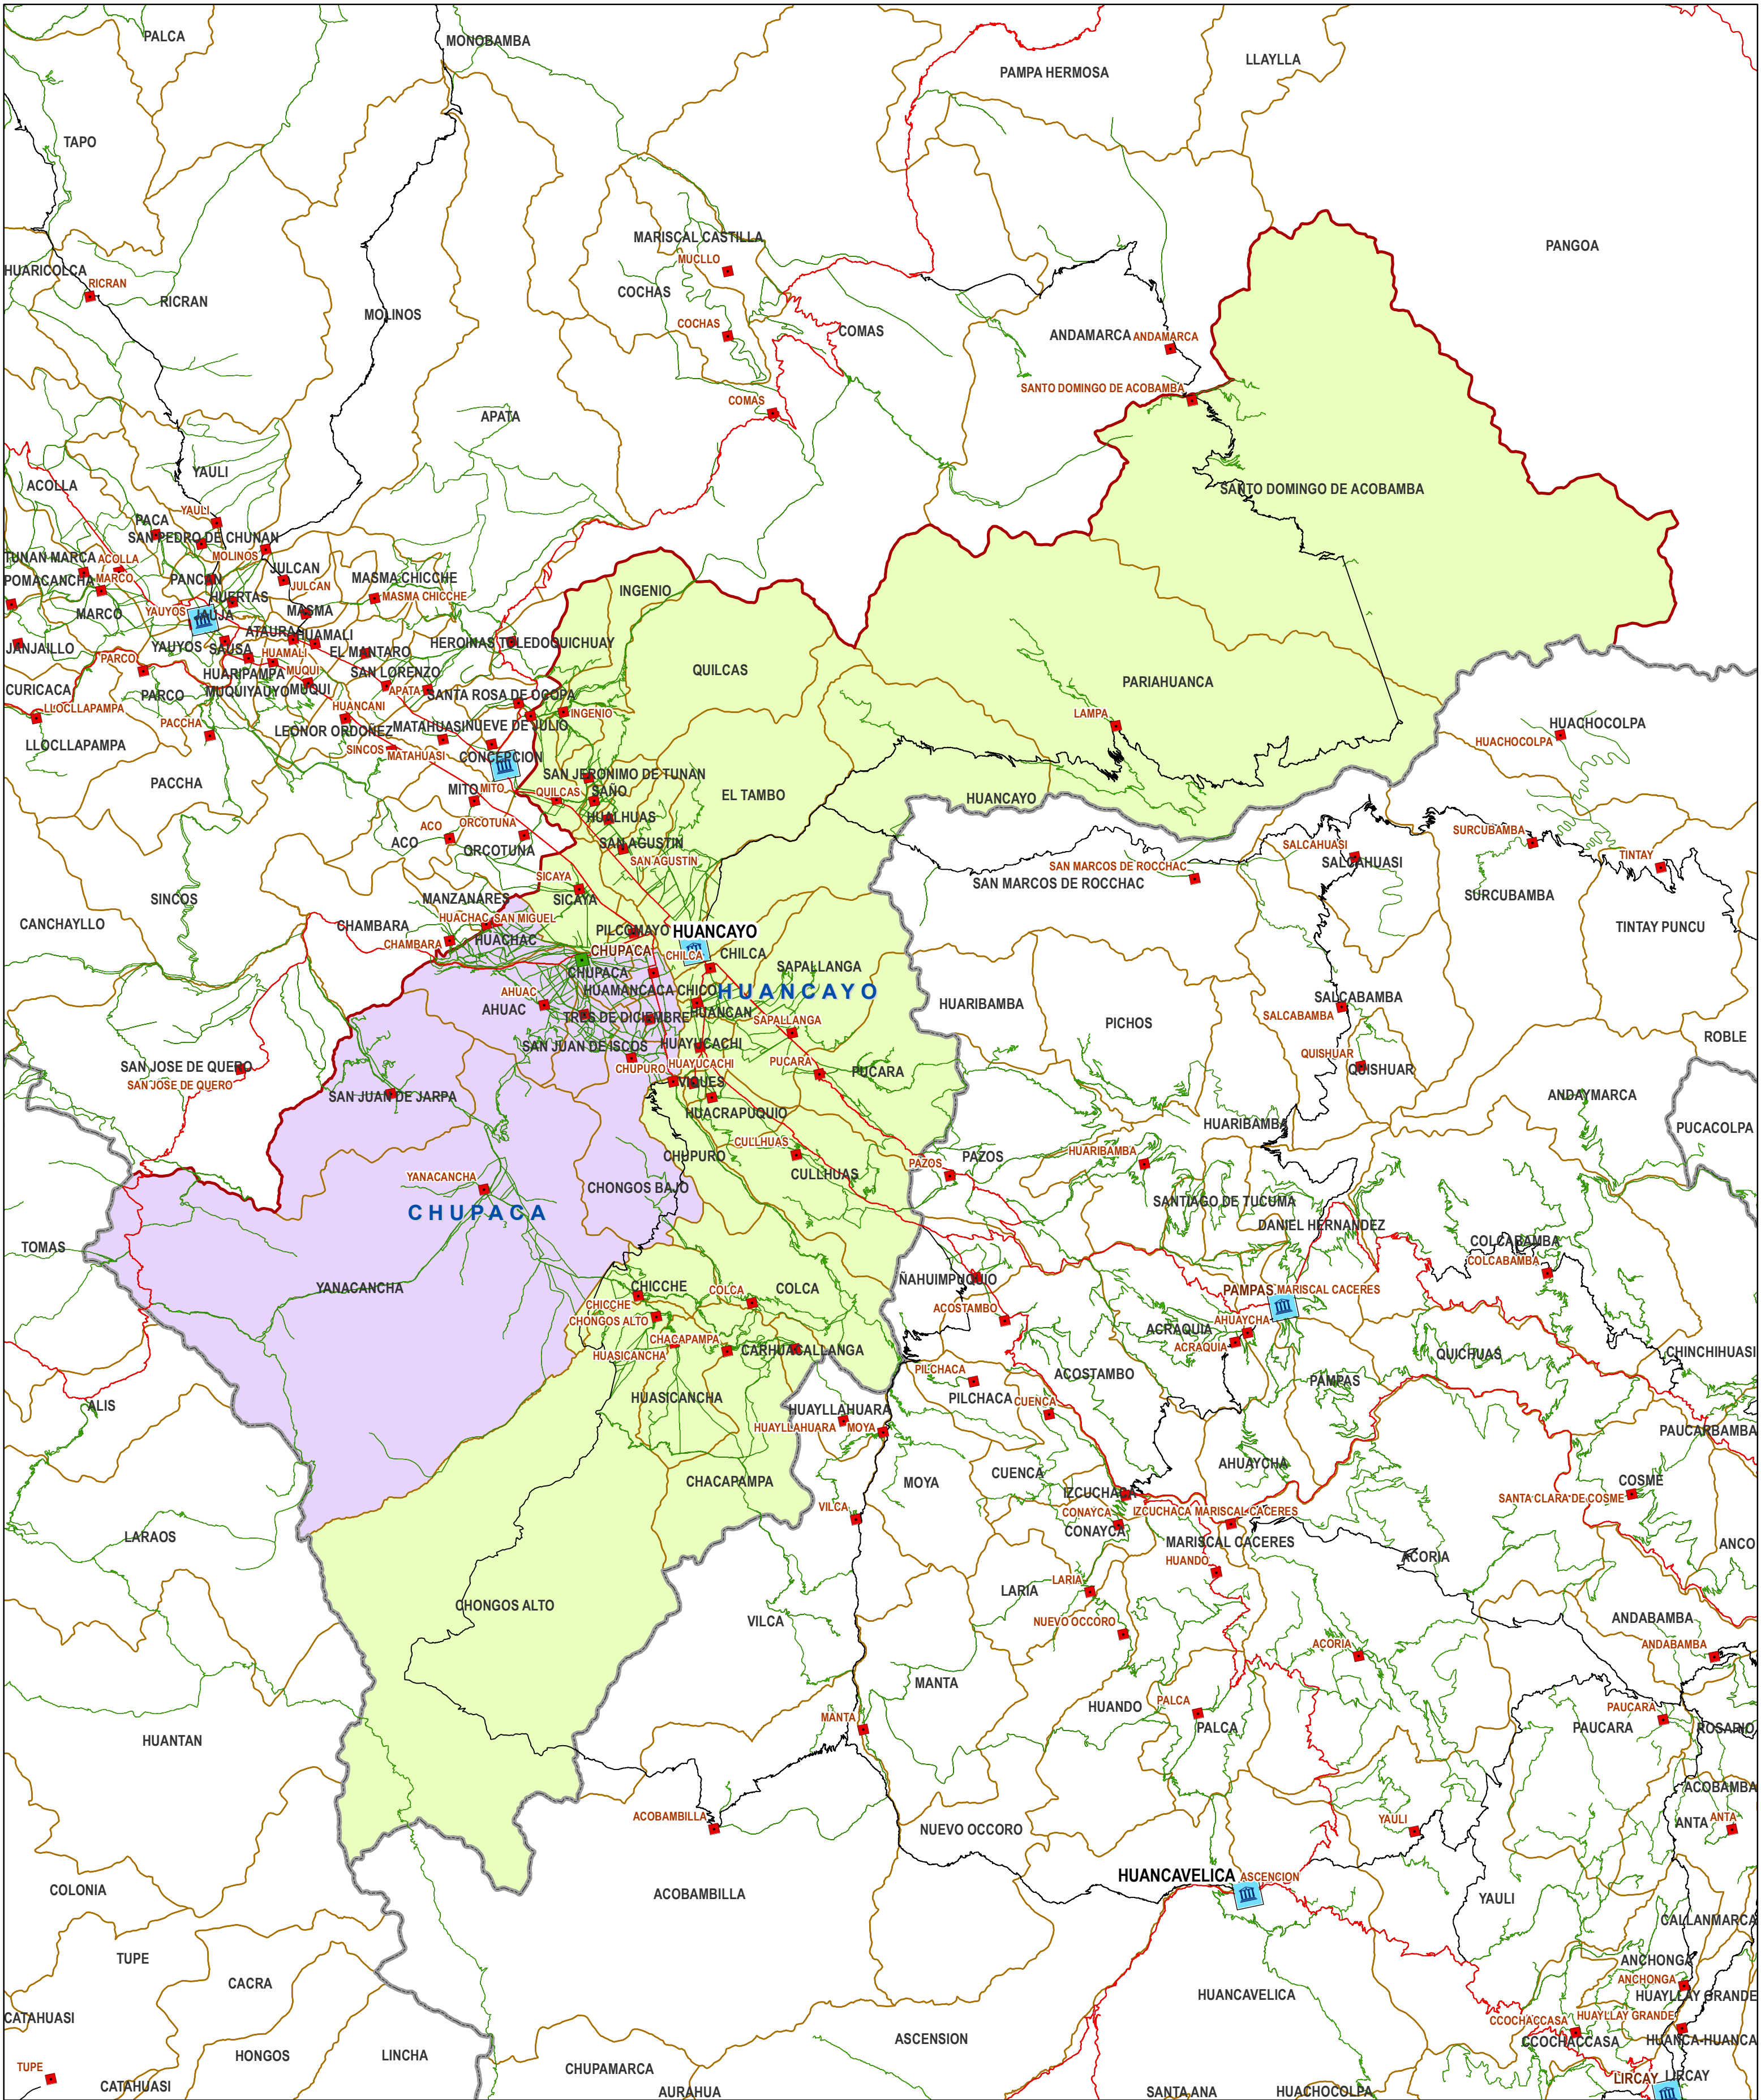 PALCA
MONOBAMBA
PAMPA HERMOSA
LLAYLLA
TAPO
MARISCAL CASTILLA
PANGOA
MUCLLO
HUARICOLCA
RICRAN
RICRAN
COCHAS
MOLINOS
COCHAS
COMAS
ANDAMARCA
ANDAMARCA
SANTO DOMINGO DE ACOBAMBA
COMAS
APATA
YAULI
ACOLLA
SANTO DOMINGO DE ACOBAMBA
YAULI
PACA
SAN PEDRO DE CHUNAN
TUNAN MARCA
ACOLLA
MOLINOS
JULCAN
POMACANCHA
MARCO
PANCAN
JULCAN
MASMA CHICCHE
MASMA CHICCHE
INGENIO
HUERTAS
MARCO
YAUYOS
JAUJA
MASMA
ATAURA
HUAMALI
JANJAILLO
YAUYOS
SAUSA
HUAMALI
EL MANTARO
HEROINAS TOLEDO
QUICHUAY
PARCO
HUARIPAMPA
MUQUI
SAN LORENZO
QUILCAS
PARIAHUANCA
CURICACA
PARCO
MUQUIYAUYO
MUQUI
APATA
SANTA ROSA DE OCOPA
LLOCLLAPAMPA
HUANCANI
INGENIO
LAMPA
PACCHA
LEONOR ORDOÑEZ
MATAHUASI
NUEVE DE JULIO
HUACHOCOLPA
HUACHOCOLPA
LLOCLLAPAMPA
SINCOS
MATAHUASI
CONCEPCION
PACCHA
SAN JERONIMO DE TUNAN
MITO
MITO
QUILCAS
SAÑO
EL TAMBO
HUANCAYO
ACO
ORCOTUNA
HUALHUAS
SURCUBAMBA
ACO
ORCOTUNA
SAN AGUSTIN
SAN AGUSTIN
SALCAHUASI
SALCAHUASI
TINTAY
SAN MARCOS DE ROCCHAC
SAN MARCOS DE ROCCHAC
SICAYA
SICAYA
SINCOS
MANZANARES
SURCUBAMBA
CANCHAYLLO
CHAMBARA
HUACHAC
SAN MIGUEL
TINTAY PUNCU
CHAMBARA
HUACHAC
PILCOMAYO
HUANCAYO
CHUPACA
CHILCA
CHILCA
CHUPACA
SAPALLANGA
AHUAC
HUAMANCACA CHICO
HUANCAYO
AHUAC
TRES DE DICIEMBRE
HUANCAN
SAPALLANGA
HUARIBAMBA
SALCABAMBA
SALCABAMBA
PICHOS
ROBLE
SAN JUAN DE ISCOS
HUAYUCACHI
SAN JOSE DE QUERO
SAN JOSE DE QUERO
CHUPURO
HUAYUCACHI
PUCARA
PUCARA
QUISHUAR
QUISHUAR
VIQUES
SAN JUAN DE JARPA
HUACRAPUQUIO
ANDAYMARCA
HUARIBAMBA
PUCACOLPA
CULLHUAS
CHUPURO
PAZOS
PAZOS
HUARIBAMBA
YANACANCHA
CHONGOS BAJO
CULLHUAS
CHUPACA
SANTIAGO DE TUCUMA
DANIEL HERNANDEZ
TOMAS
COLCABAMBA
COLCABAMBA
YANACANCHA
CHICCHE
COLCA
COLCA
ÑAHUIMPUQUIO
PAMPAS
MARISCAL CACERES
CHICCHE
CHONGOS ALTO
ACOSTAMBO
AHUAYCHA
ACRAQUIA
ACRAQUIA
CHACAPAMPA
HUASICANCHA
CARHUACALLANGA
QUICHUAS
CHINCHIHUASI
PILCHACA
ACOSTAMBO
PAMPAS
ALIS
HUASICANCHA
HUAYLLAHUARA
PILCHACA
CUENCA
HUAYLLAHUARA
MOYA
PAUCARBAMBA
AHUAYCHA
CHACAPAMPA
MOYA
CUENCA
COSME
IZCUCHACA
SANTA CLARA DE COSME
VILCA
CONAYCA
IZCUCHACA
MARISCAL CACERES
CONAYCA
MARISCAL CACERES
LARAOS
ANCO
ACORIA
HUANDO
LARIA
LARIA
CHONGOS ALTO
VILCA
NUEVO OCCORO
ANDABAMBA
ACORIA
ANDABAMBA
MANTA
HUANDO
PALCA
PALCA
PAUCARA
PAUCARA
ROSARIO
MANTA
HUANTAN
ACOBAMBA
ACOBAMBILLA
YAULI
ANTA
ANTA
NUEVO OCCORO
HUANCAVELICA
ASCENCION
COLONIA
ACOBAMBILLA
YAULI
CALLANMARCA
TUPE
ANCHONGA
CACRA
ANCHONGA
HUANCAVELICA
HUAYLLAY GRANDE
CATAHUASI
CCOCHACCASA
HUAYLLAY GRANDE
ASCENSION
CCOCHACCASA
HUANCA-HUANCA
HONGOS
LINCHA
TUPE
CHUPAMARCA
LIRCAY
LIRCAY
CATAHUASI
AURAHUA
SANTA ANA
HUACHOCOLPA